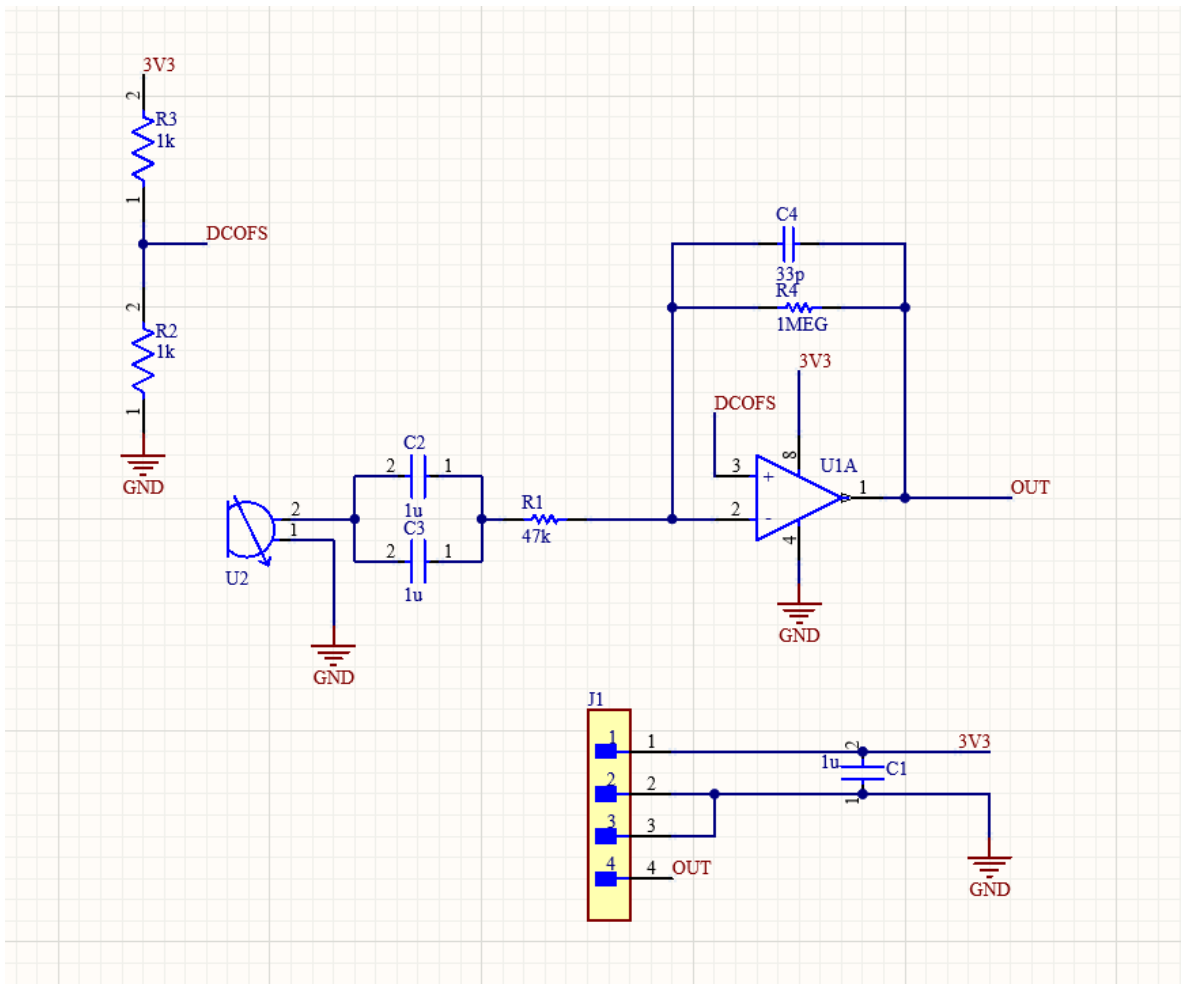 3V3
2
R3
1k
1
DCOFS
2
R2
1k
1
GND
C4
33p
R4
1MEG
3V3
DCOFS
8
U1A
3
+
1
OUT
2
-
4
GND
C2
2
1
1u
C3
2
1
1u
R1
47k
2
1
U2
GND
J1
1
1
2
3V3
1u
C1
2
2
1
3
3
4
4
OUT
GND